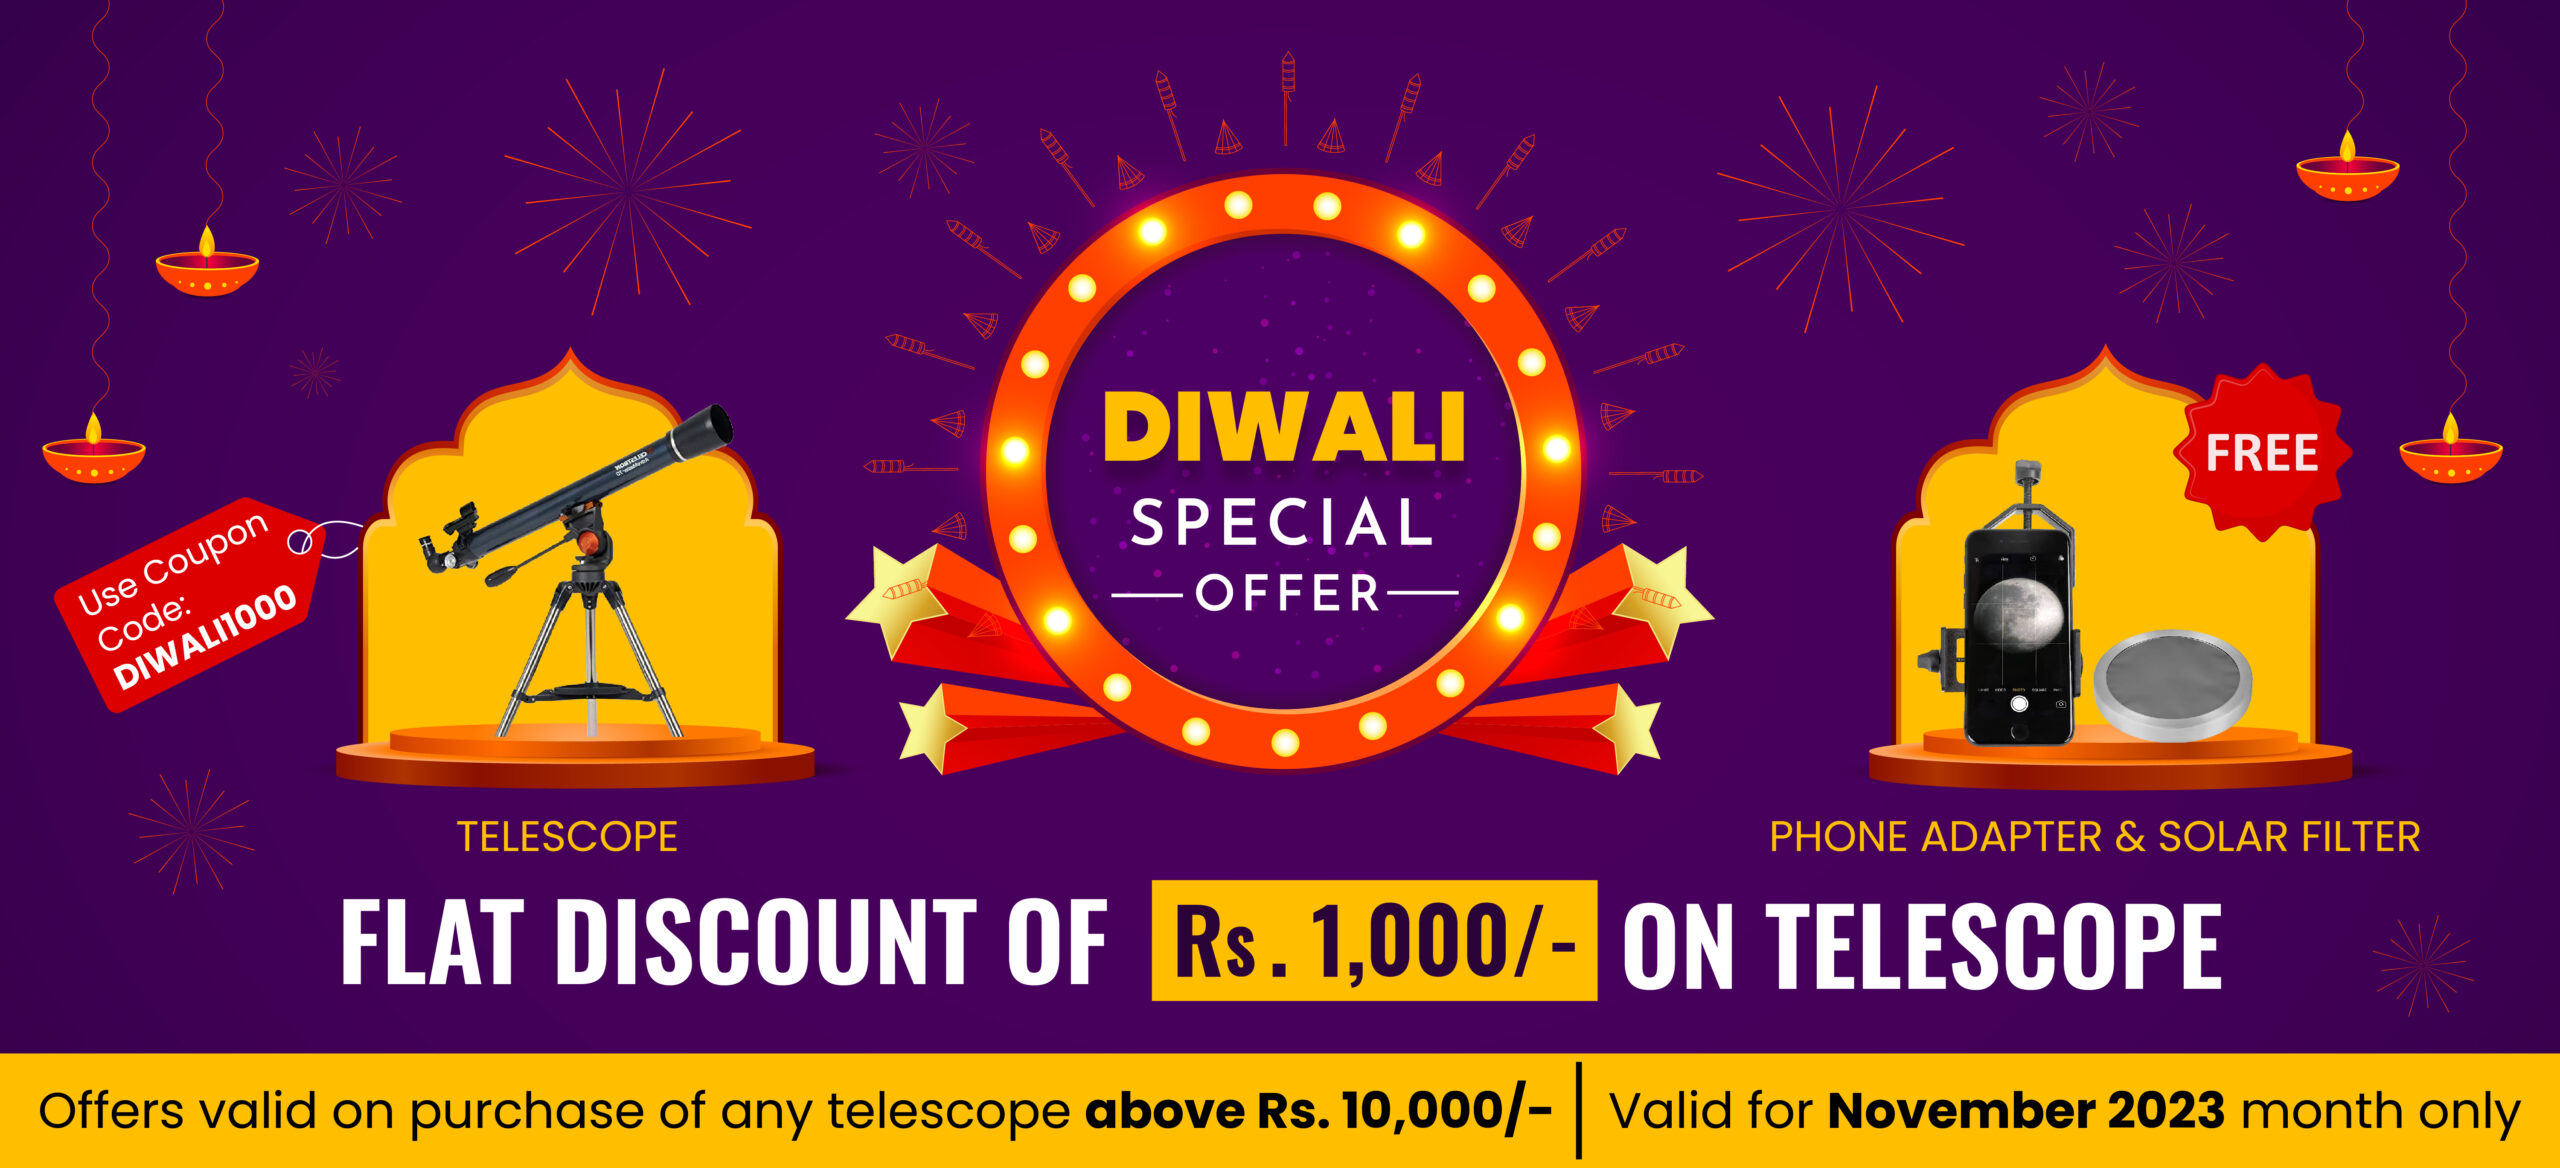 DIWALI
SPECIAL
OFFER
FREE
Use Coupon
Code:
DIWALI1000
CELESTRON
TELESCOPE
PHONE ADAPTER & SOLAR FILTER
FLAT DISCOUNT OF Rs. 1,000/- ON TELESCOPE
Offers valid on purchase of any telescope above Rs. 10,000/- | Valid for November 2023 month only